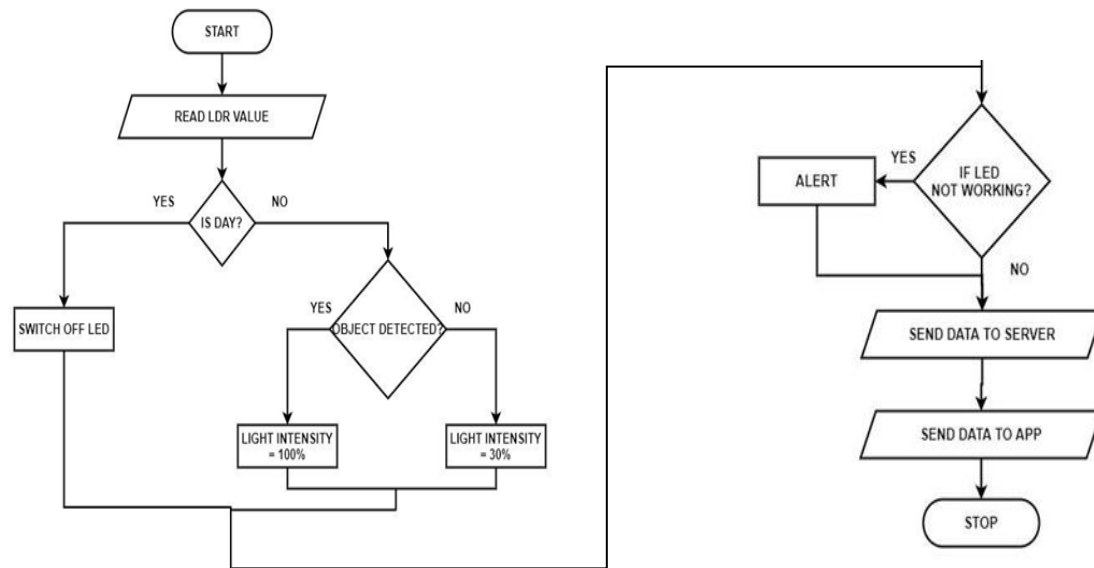 START
READ LDR VALUE
YES
IS DAY?
NO
SWITCH OFF LED
YES
OBJECT DETECTED?
NO
LIGHT INTENSITY
= 100%
LIGHT INTENSITY
= 30%
IF LED
NOT WORKING?
YES
ALERT
NO
SEND DATA TO SERVER
SEND DATA TO APP
STOP